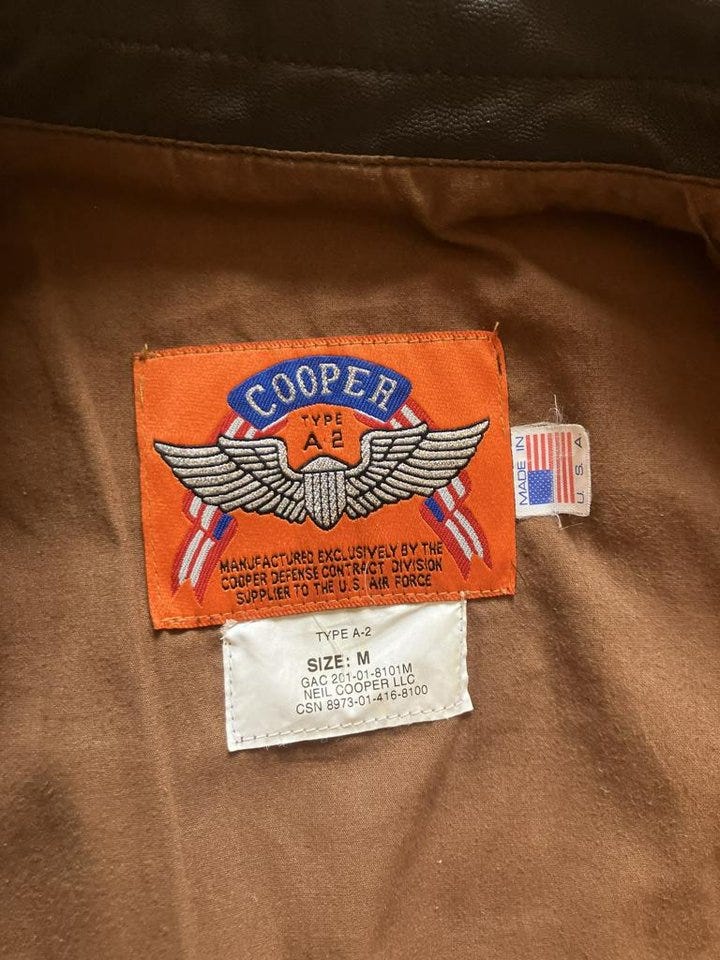 COOPER
TYPE
A-2
MANUFACTURED EXCLUSIVELY BY THE
COOPER DEFENSE CONTRACT DIVISION
SUPPLIER TO THE U.S. AIR FORCE
MADE IN
U.S.A
TYPE A-2
SIZE: M
GAC 201-01-8101M
NEIL COOPER LLC
CSN 8973-01-416-8100